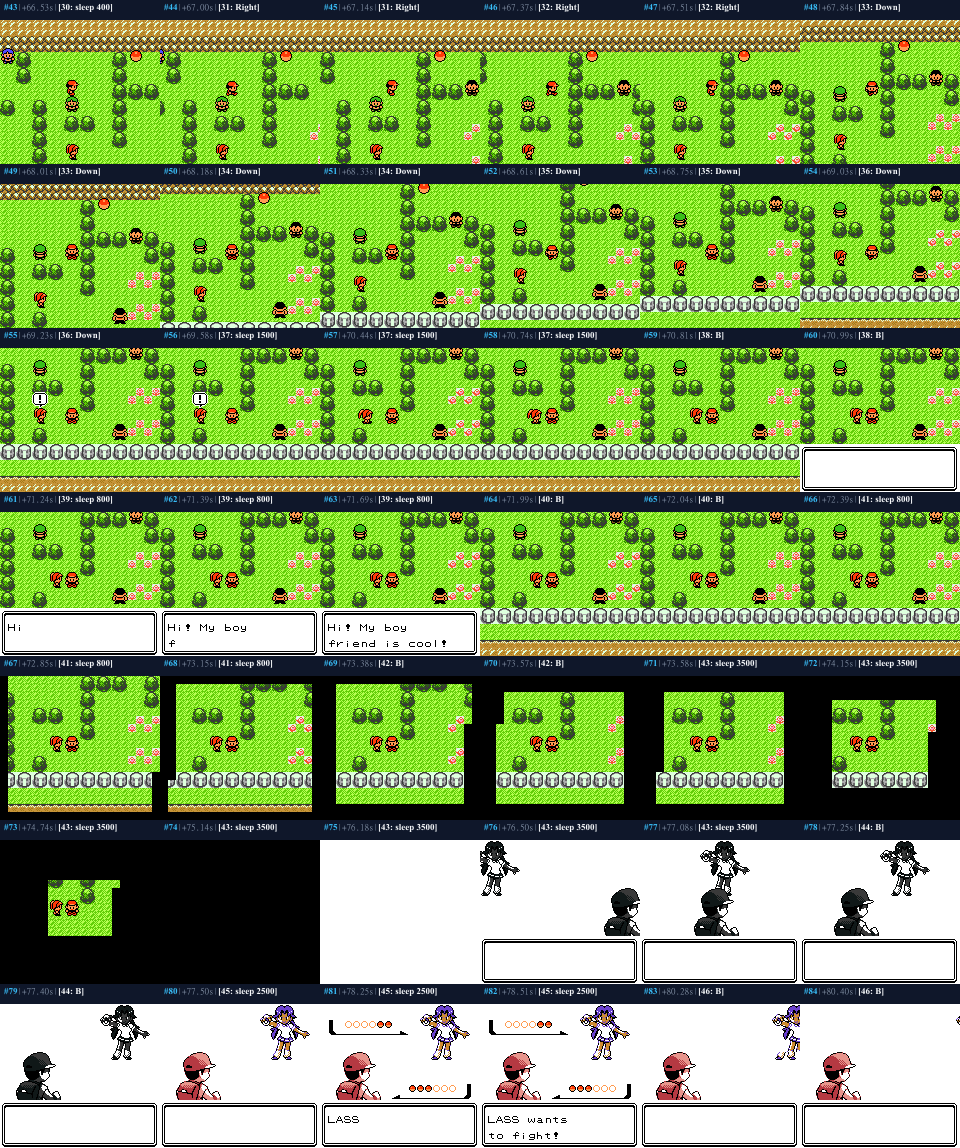 #43|+66.53s| [30: sleep 400]
#44|+67.00s| [31: Right]
#45|+67.14s| [31: Right]
#46|+67.37s| [32: Right]
#47|+67.51s| [32: Right]
#48|+67.84s| [33: Down]
#49|+68.01s| [33: Down]
#50|+68.18s| [34: Down]
#51|+68.33s| [34: Down]
#52|+68.61s| [35: Down]
#53|+68.75s| [35: Down]
#54|+69.03s| [36: Down]
#55|+69.23s| [36: Down]
#56|+69.58s| [37: sleep 1500]
#57|+70.44s| [37: sleep 1500]
#58|+70.74s| [37: sleep 1500]
#59|+70.81s| [38: B]
#60|+70.99s| [38: B]
!
!
#61|+71.24s| [39: sleep 800]
#62|+71.39s| [39: sleep 800]
#63|+71.69s| [39: sleep 800]
#64|+71.99s| [40: B]
#65|+72.04s| [40: B]
#66|+72.39s| [41: sleep 800]
Hi
Hi! My boy
f
Hi! My boy
friend is cool!
#67|+72.85s| [41: sleep 800]
#68|+73.15s| [41: sleep 800]
#69|+73.38s| [42: B]
#70|+73.57s| [42: B]
#71|+73.58s| [43: sleep 3500]
#72|+74.15s| [43: sleep 3500]
#73|+74.74s| [43: sleep 3500]
#74|+75.14s| [43: sleep 3500]
#75|+76.18s| [43: sleep 3500]
#76|+76.50s| [43: sleep 3500]
#77|+77.08s| [43: sleep 3500]
#78|+77.25s| [44: B]
#79|+77.40s| [44: B]
#80|+77.50s| [45: sleep 2500]
#81|+78.25s| [45: sleep 2500]
#82|+78.51s| [45: sleep 2500]
#83|+80.28s| [46: B]
#84|+80.40s| [46: B]
LASS
LASS wants
to fight!